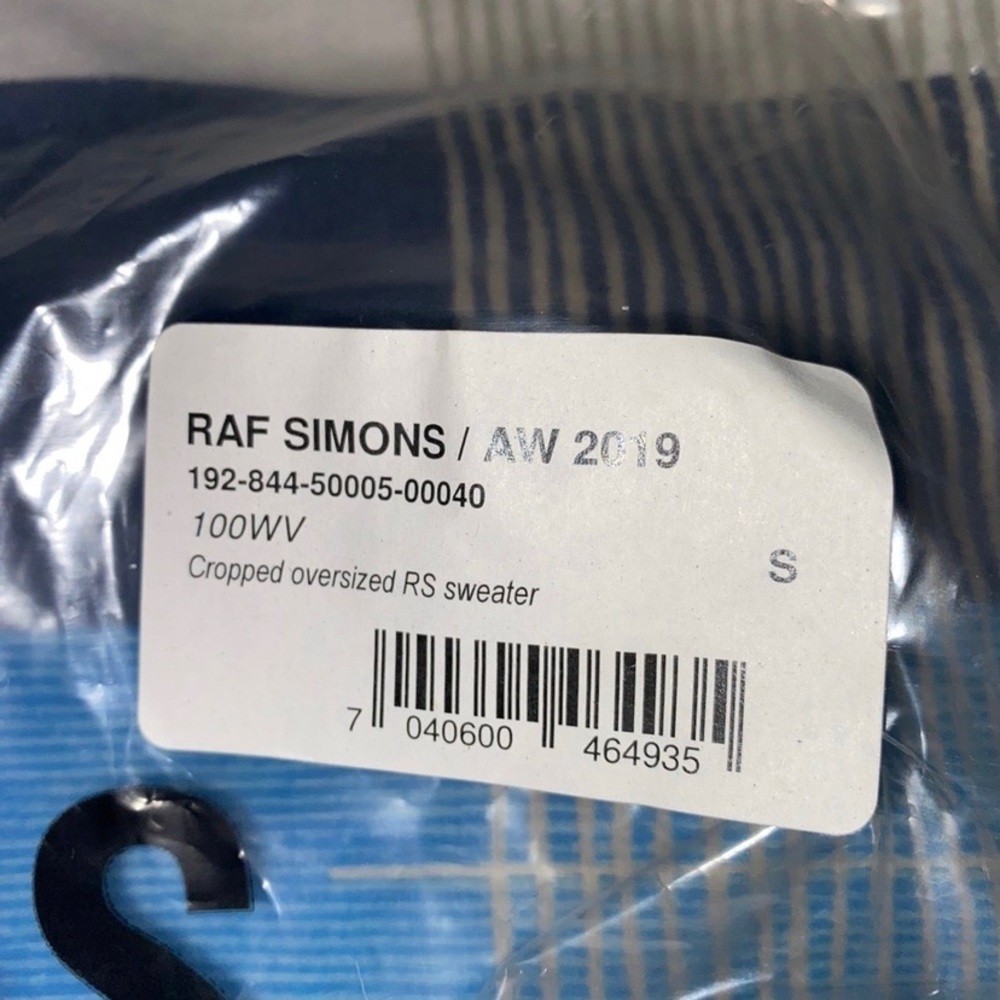 RAF SIMONS / AW 2019
192-844-50005-00040
100WV
S
Cropped oversized RS sweater
7 040600 464935
S